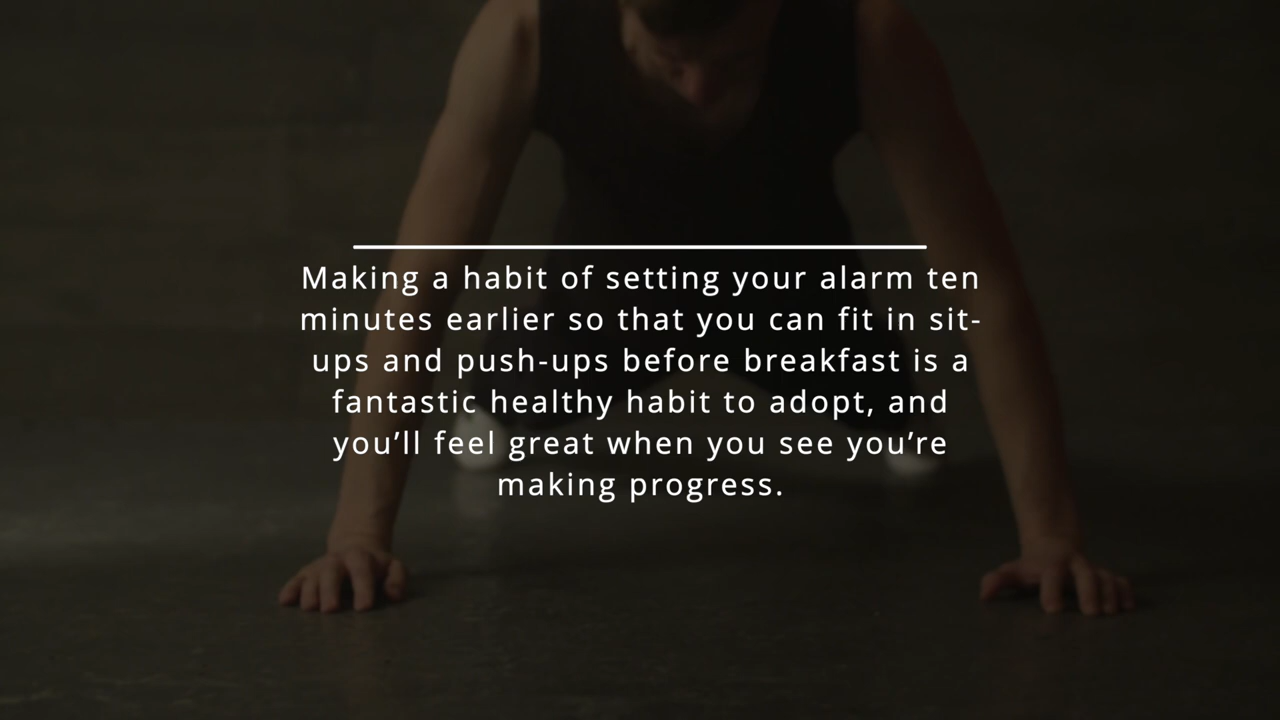 Making a habit of setting your alarm ten
minutes earlier so that you can fit in sit-
ups and push-ups before breakfast is a
fantastic healthy habit to adopt, and
you’ll feel great when you see you’re
making progress.